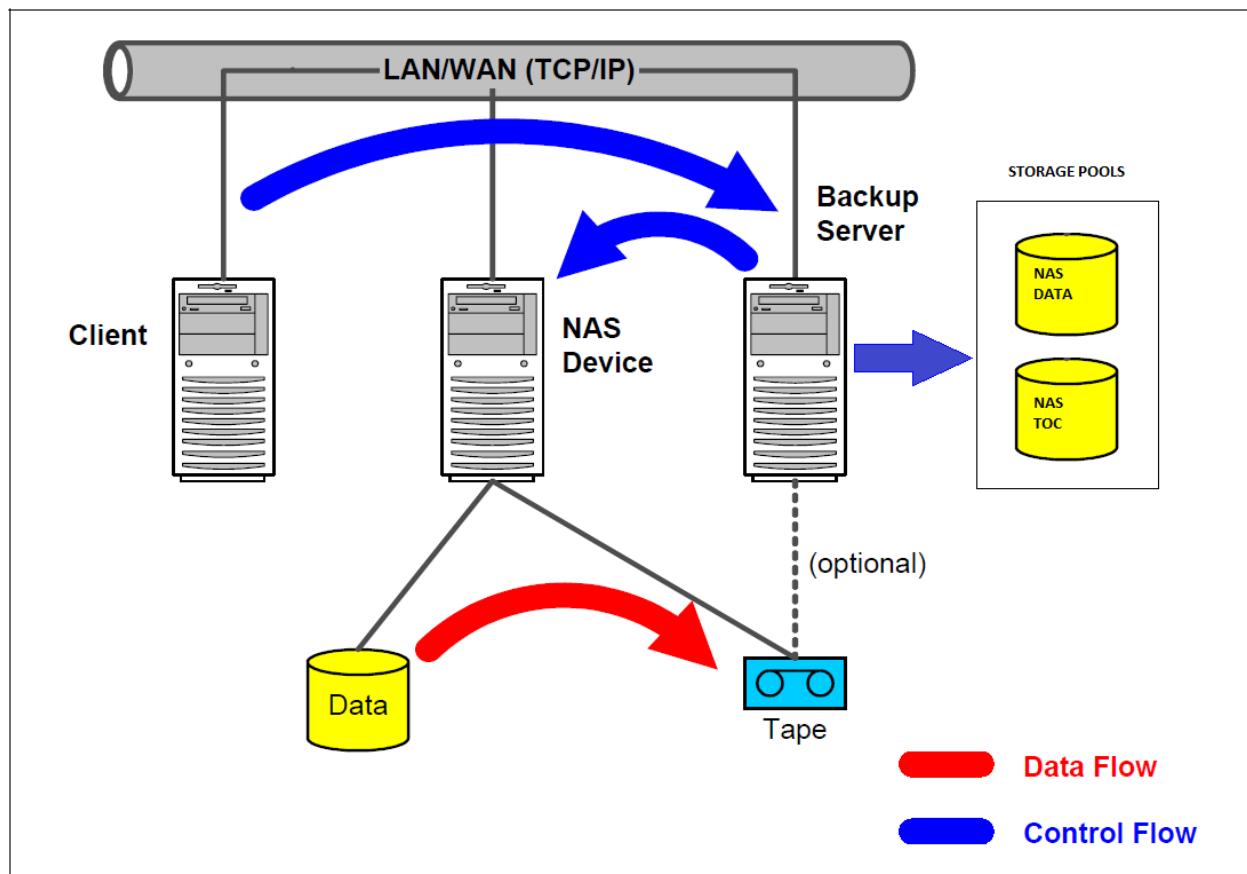 LAN/WAN (TCP/IP)
STORAGE POOLS
Backup
Server
NAS
DATA
Client
NAS
Device
NAS
TOC
(optional)
Data
Tape
Data Flow
Control Flow